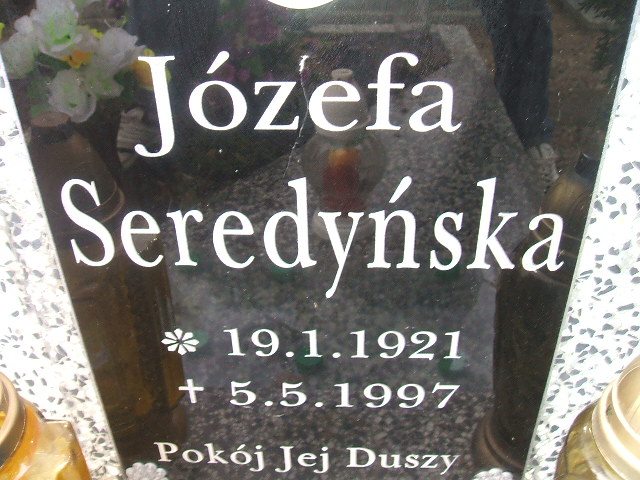 Józefa
Seredyńska
* 19.1.1921
+ 5.5.1997
Pokój Jej Duszy